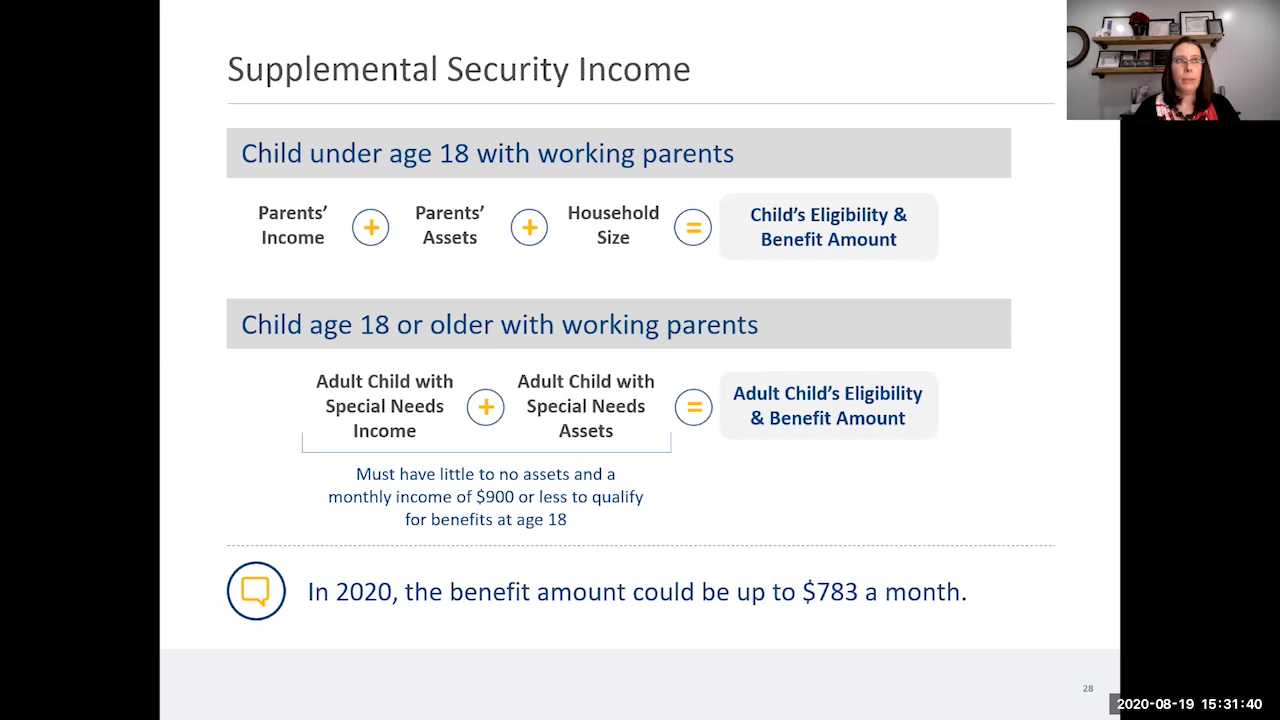 Supplemental Security Income
Child under age 18 with working parents
Parents’
Income
+
Parents’
Assets
+
Household
Size
=
Child’s Eligibility &
Benefit Amount
Child age 18 or older with working parents
Adult Child with
Special Needs
Income
+
Adult Child with
Special Needs
Assets
=
Adult Child’s Eligibility
& Benefit Amount
Must have little to no assets and a
monthly income of $900 or less to qualify
for benefits at age 18
In 2020, the benefit amount could be up to $783 a month.
28
2020-08-19 15:31:40